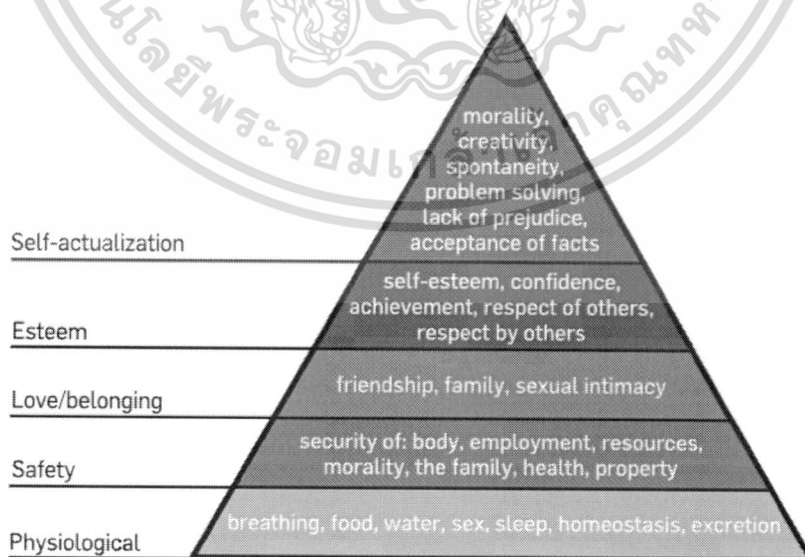 morality,
creativity,
spontaneity,
problem solving,
lack of prejudice,
acceptance of facts
Self-actualization
self-esteem, confidence,
achievement, respect of others,
respect by others
Esteem
friendship, family, sexual intimacy
Love/belonging
security of: body, employment, resources,
morality, the family, health, property
Safety
breathing, food, water, sex, sleep, homeostasis, excretion
Physiological